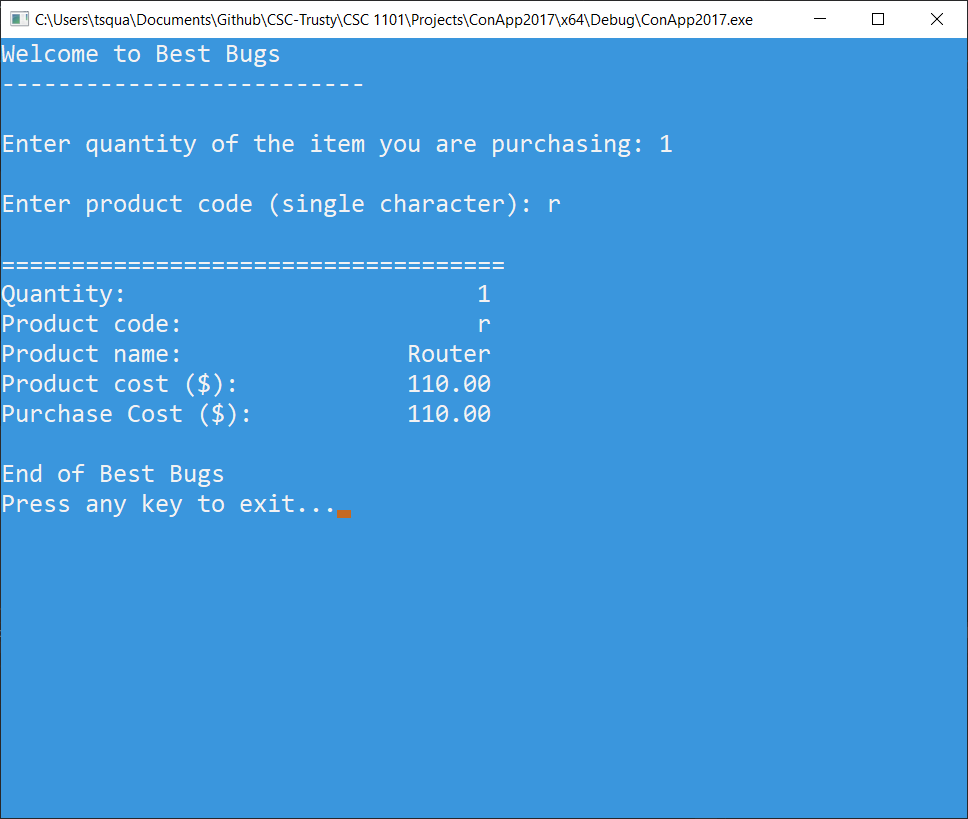 C:\Users\tsqua\Documents\Github\CSC-Trusty\CSC 1101\Projects\ConApp2017\x64\Debug\ConApp2017.exe
Welcome to Best Bugs
--------------------------
Enter quantity of the item you are purchasing: 1
Enter product code (single character): r
====================================
Quantity:                         1
Product code:                     r
Product name:                Router
Product cost ($):            110.00
Purchase Cost ($):           110.00
End of Best Bugs
Press any key to exit...